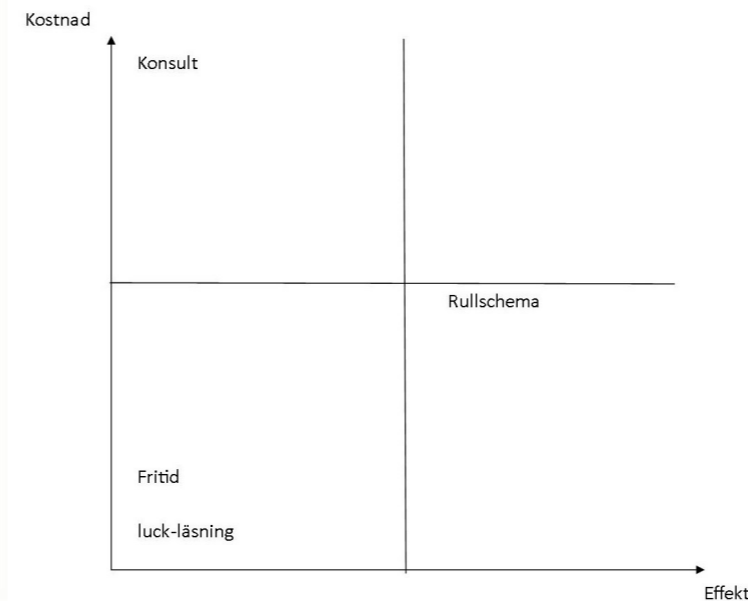 Kostnad
Konsult
Rullschema
Fritid
luck-läsning
Effekt